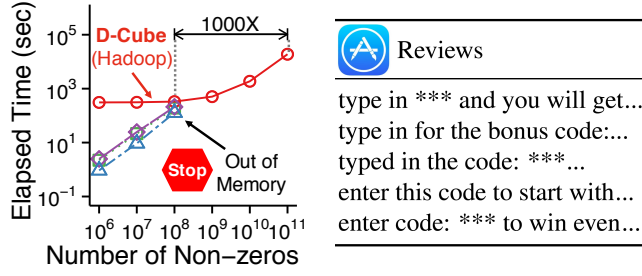 Elapsed Time (sec)
10^5
10^3
10^1
10^−1
D-Cube
(Hadoop)
1000X
Stop
Out of
Memory
10^6 10^7 10^8 10^9 10^10 10^11
Number of Non−zeros
Reviews
type in *** and you will get...
type in for the bonus code:...
typed in the code: ***...
enter this code to start with...
enter code: *** to win even...